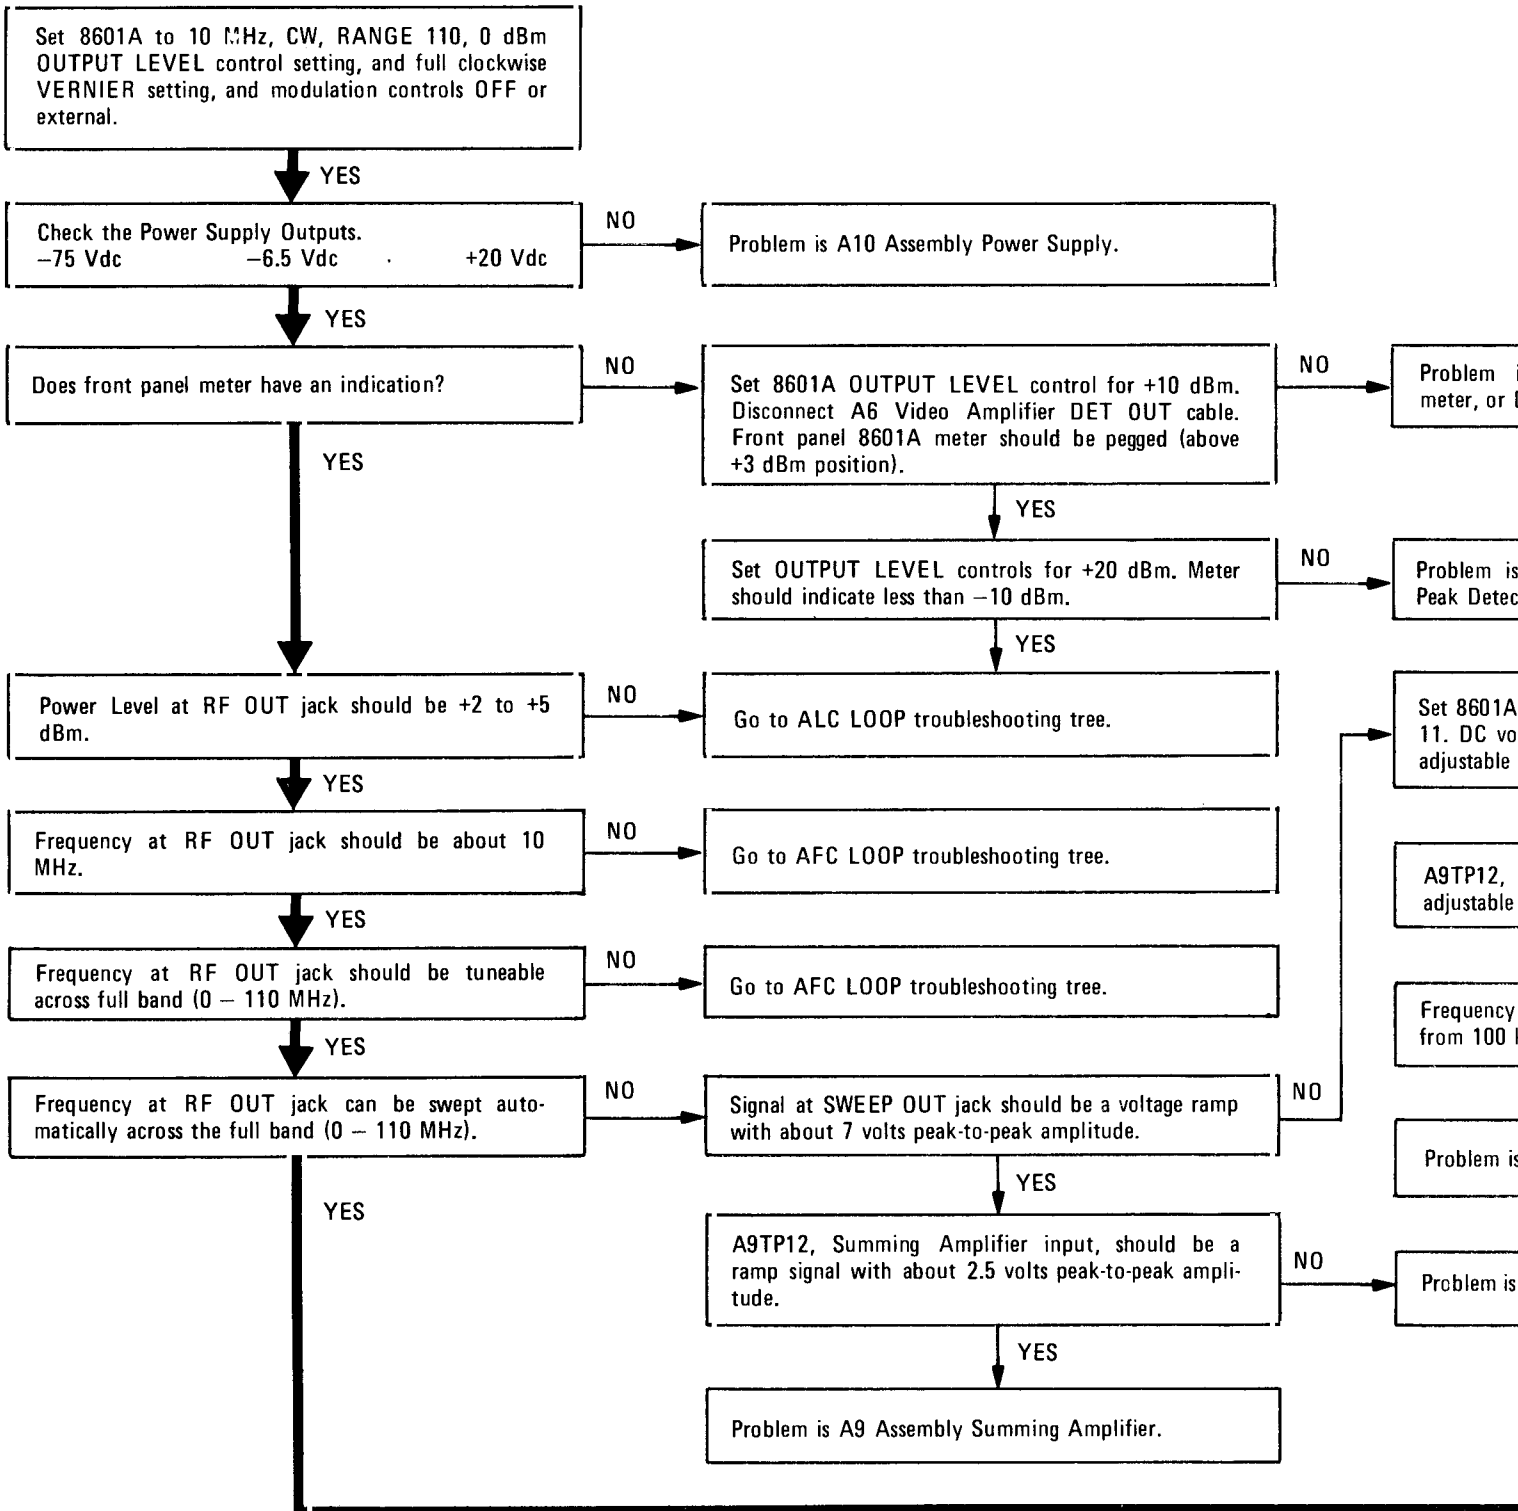 Set 8601A to 10 MHz, CW, RANGE 110, 0 dBm
OUTPUT LEVEL control setting, and full clockwise
VERNIER setting, and modulation controls OFF or
external.
YES
Check the Power Supply Outputs.
–75 Vdc –6.5 Vdc +20 Vdc
NO
Problem is A10 Assembly Power Supply.
YES
Does front panel meter have an indication?
NO
Set 8601A OUTPUT LEVEL control for +10 dBm.
Disconnect A6 Video Amplifier DET OUT cable.
Front panel 8601A meter should be pegged (above
+3 dBm position).
NO
Problem
meter, or
YES
YES
Set OUTPUT LEVEL controls for +20 dBm. Meter
should indicate less than –10 dBm.
NO
Problem is
Peak
YES
Power Level at RF OUT jack should be +2 to +5
dBm.
NO
Go to ALC LOOP troubleshooting tree.
Set 8601A
11. DC
adjustable
YES
Frequency at RF OUT jack should be about 10
MHz.
NO
Go to AFC LOOP troubleshooting tree.
A9TP12,
adjustable
YES
Frequency at RF OUT jack should be tuneable
across full band (0 – 110 MHz).
NO
Go to AFC LOOP troubleshooting tree.
Frequency
from 100
YES
Frequency at RF OUT jack can be swept auto-
matically across the full band (0 – 110 MHz).
NO
Signal at SWEEP OUT jack should be a voltage ramp
with about 7 volts peak-to-peak amplitude.
NO
Problem is
YES
YES
A9TP12, Summing Amplifier input, should be a
ramp signal with about 2.5 volts peak-to-peak ampli-
tude.
NO
Problem is
YES
Problem is A9 Assembly Summing Amplifier.